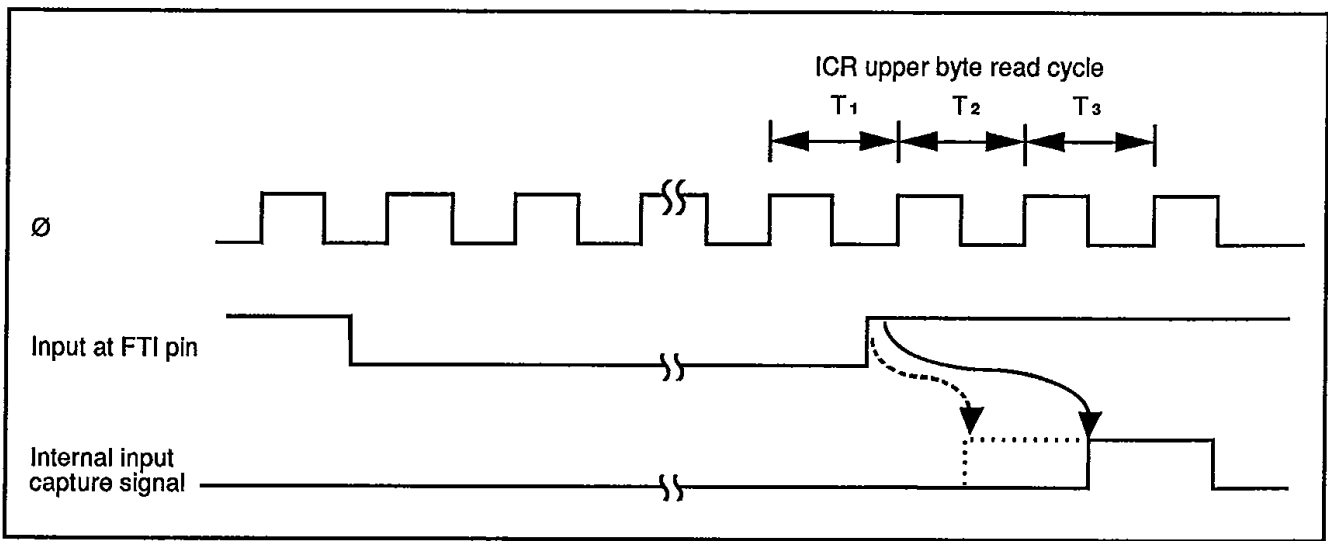 ICR upper byte read cycle
T1 T2 T3
Ø
Input at FTI pin
Internal input
capture signal